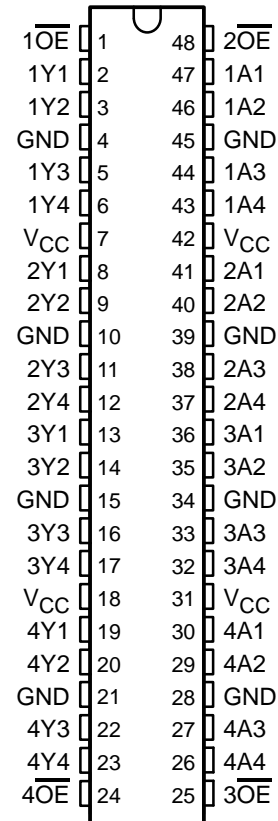 1O̅E̅ 1 48 2O̅E̅
1Y1 2 47 1A1
1Y2 3 46 1A2
GND 4 45 GND
1Y3 5 44 1A3
1Y4 6 43 1A4
VCC 7 42 VCC
2Y1 8 41 2A1
2Y2 9 40 2A2
GND 10 39 GND
2Y3 11 38 2A3
2Y4 12 37 2A4
3Y1 13 36 3A1
3Y2 14 35 3A2
GND 15 34 GND
3Y3 16 33 3A3
3Y4 17 32 3A4
VCC 18 31 VCC
4Y1 19 30 4A1
4Y2 20 29 4A2
GND 21 28 GND
4Y3 22 27 4A3
4Y4 23 26 4A4
4O̅E̅ 24 25 3O̅E̅